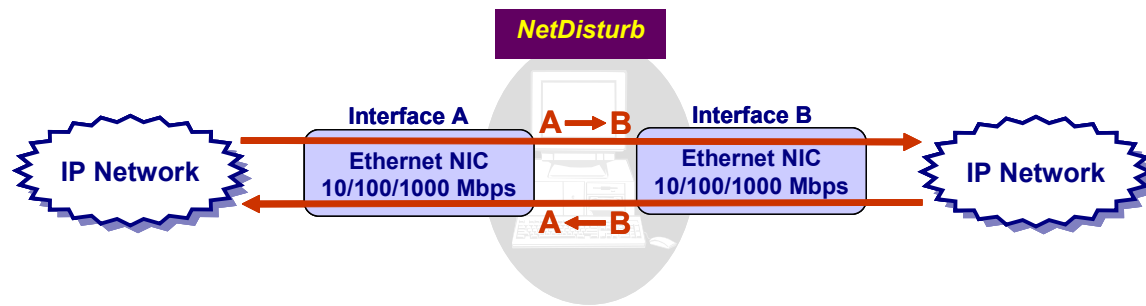 NetDisturb
Interface A
A B
Interface B
IP Network
Ethernet NIC
10/100/1000 Mbps
Ethernet NIC
10/100/1000 Mbps
IP Network
A B